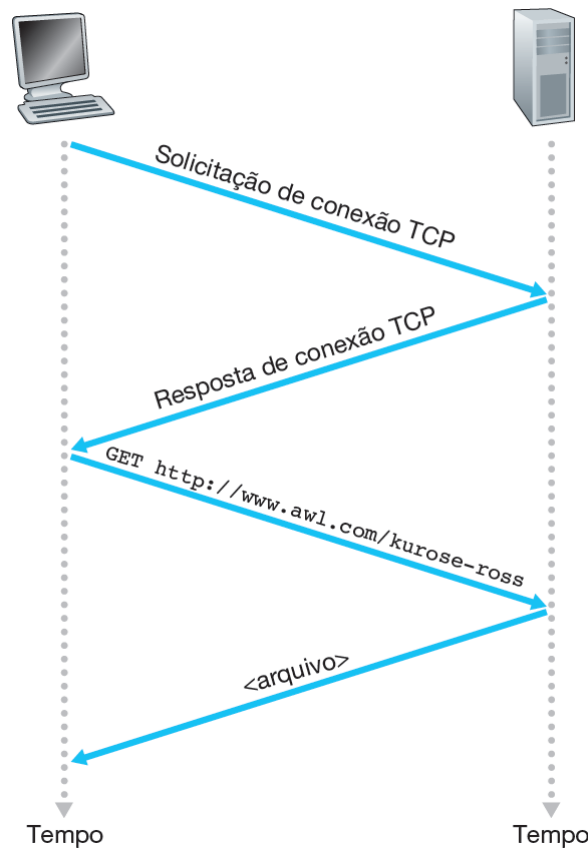 Solicitação de conexão TCP
Resposta de conexão TCP
GET http://www.awl.com/kurose-ross
<arquivo>
Tempo
Tempo